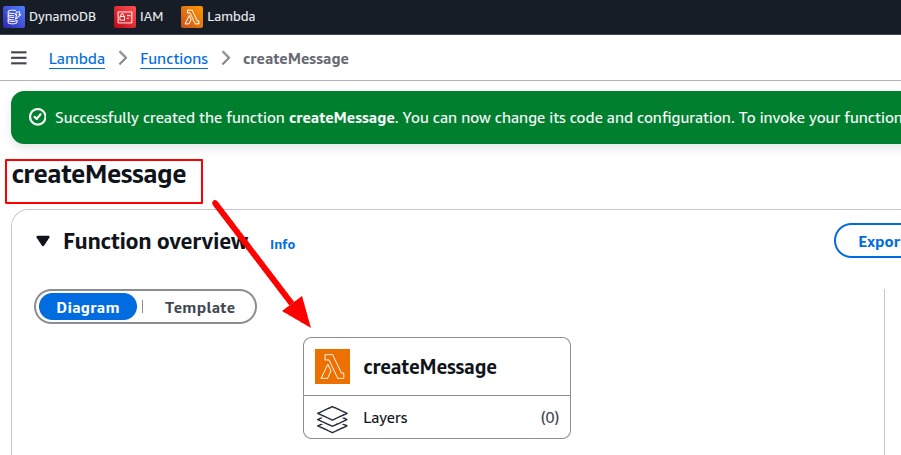 DynamoDB IAM Lambda
Lambda > Functions > createMessage
Successfully created the function createMessage. You can now change its code and configuration. To invoke your function
createMessage
Function overview Info
Expor
Diagram | Template
createMessage
Layers (0)